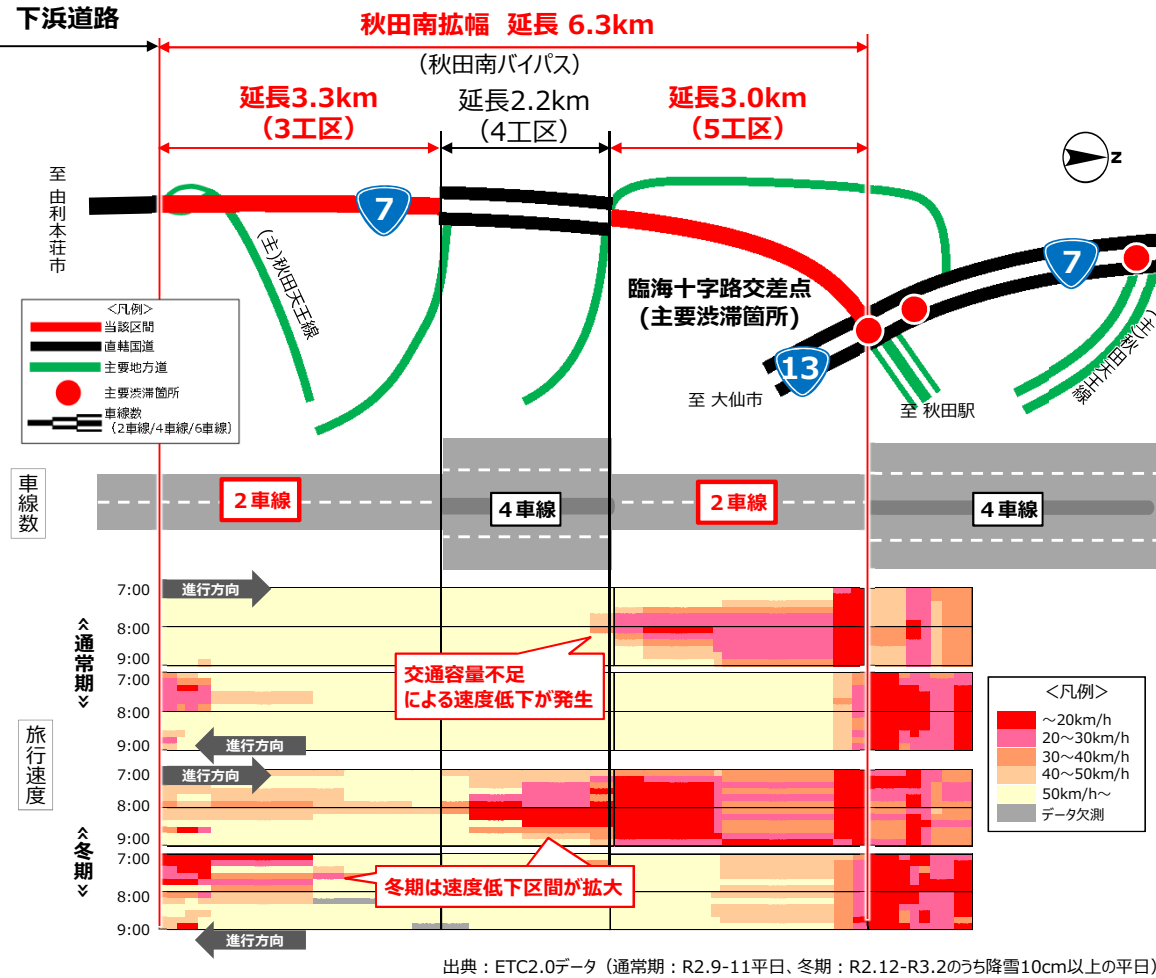 下浜道路
秋田南拡幅 延長 6.3km
(秋田南バイパス)
延長3.3km
(3工区)
延長2.2km
(4工区)
延長3.0km
(5工区)
N
至 由利本荘市
7
(主)秋田天王線
7
臨海十字路交差点
(主要渋滞箇所)
13
至 大仙市
至 秋田駅
(主)秋田天王線
<凡例>
当該区間
直轄国道
主要地方道
主要渋滞箇所
車線数
(2車線/4車線/6車線)
車線数
2車線
4車線
2車線
4車線
旅行速度
≪通常期≫
7:00
進行方向
8:00
9:00
交通容量不足
による速度低下が発生
7:00
8:00
9:00
進行方向
≪冬期≫
7:00
進行方向
8:00
9:00
7:00
冬期は速度低下区間が拡大
8:00
9:00
進行方向
<凡例>
～20km/h
20～30km/h
30～40km/h
40～50km/h
50km/h～
データ欠測
出典：ETC2.0データ（通常期：R2.9-11平日、冬期：R2.12-R3.2のうち降雪10cm以上の平日）